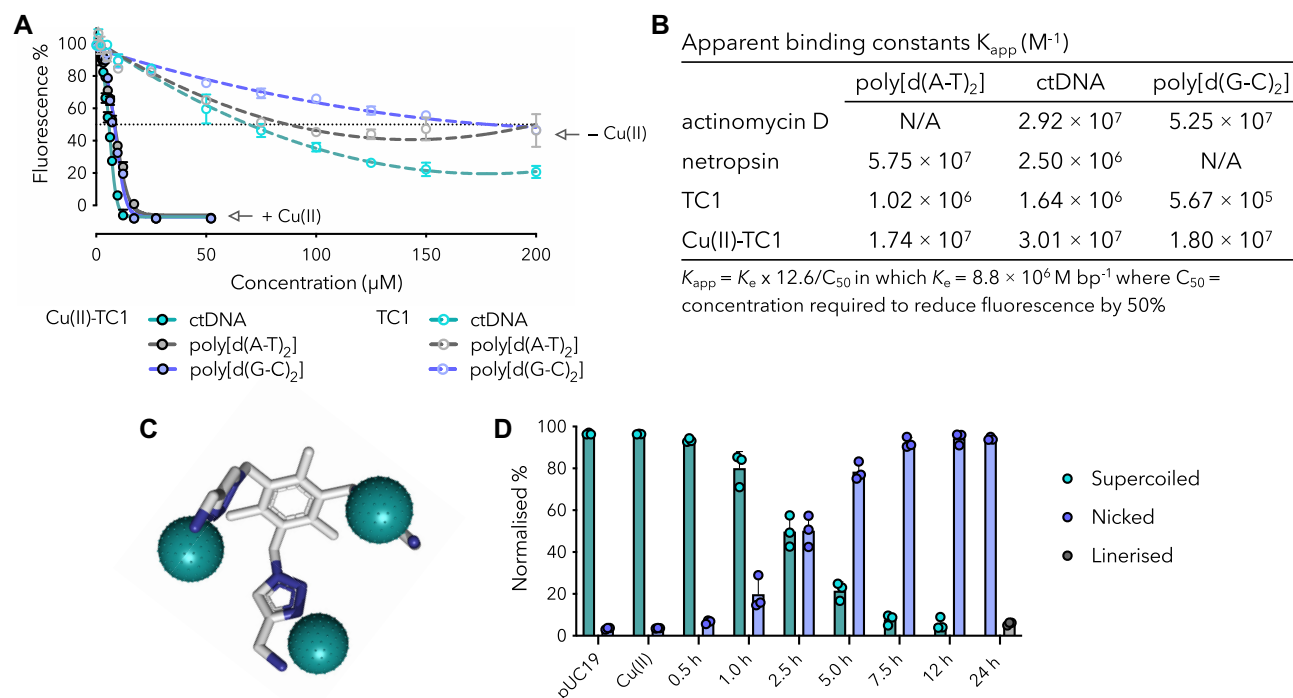 A
Fluorescence %
100
80
60
40
20
0
0
50
100
150
200
Concentration (µM)
– Cu(II)
+ Cu(II)
Cu(II)-TC1
ctDNA
poly[d(A-T)₂]
poly[d(G-C)₂]
TC1
ctDNA
poly[d(A-T)₂]
poly[d(G-C)₂]
B
Apparent binding constants Kapp (M⁻¹)
poly[d(A-T)₂] ctDNA poly[d(G-C)₂]
actinomycin D N/A 2.92 × 10⁷ 5.25 × 10⁷
netropsin 5.75 × 10⁷ 2.50 × 10⁶ N/A
TC1 1.02 × 10⁶ 1.64 × 10⁶ 5.67 × 10⁵
Cu(II)-TC1 1.74 × 10⁷ 3.01 × 10⁷ 1.80 × 10⁷
Kapp = Ke x 12.6/C50 in which Ke = 8.8 × 10⁶ M bp⁻¹ where C50 =
concentration required to reduce fluorescence by 50%
C
D
Normalised %
100
80
60
40
20
0
pUC19
Cu(II)
0.5 h
1.0 h
2.5 h
5.0 h
7.5 h
12 h
24 h
Supercoiled
Nicked
Linerised